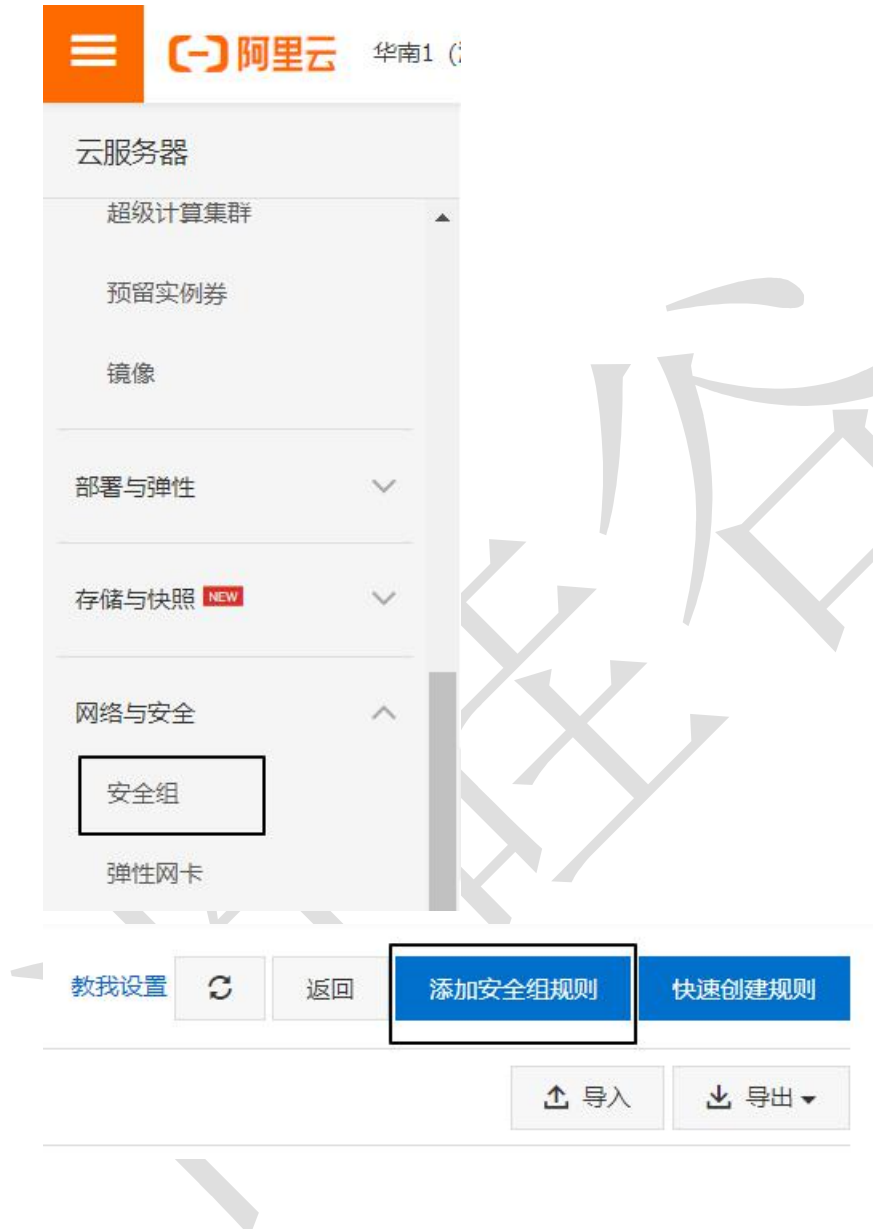 阿里云 华南1 (
云服务器
超级计算集群
预留实例券
镜像
部署与弹性
存储与快照 NEW
网络与安全
安全组
弹性网卡
教我设置 返回 添加安全组规则 快速创建规则
导入 导出